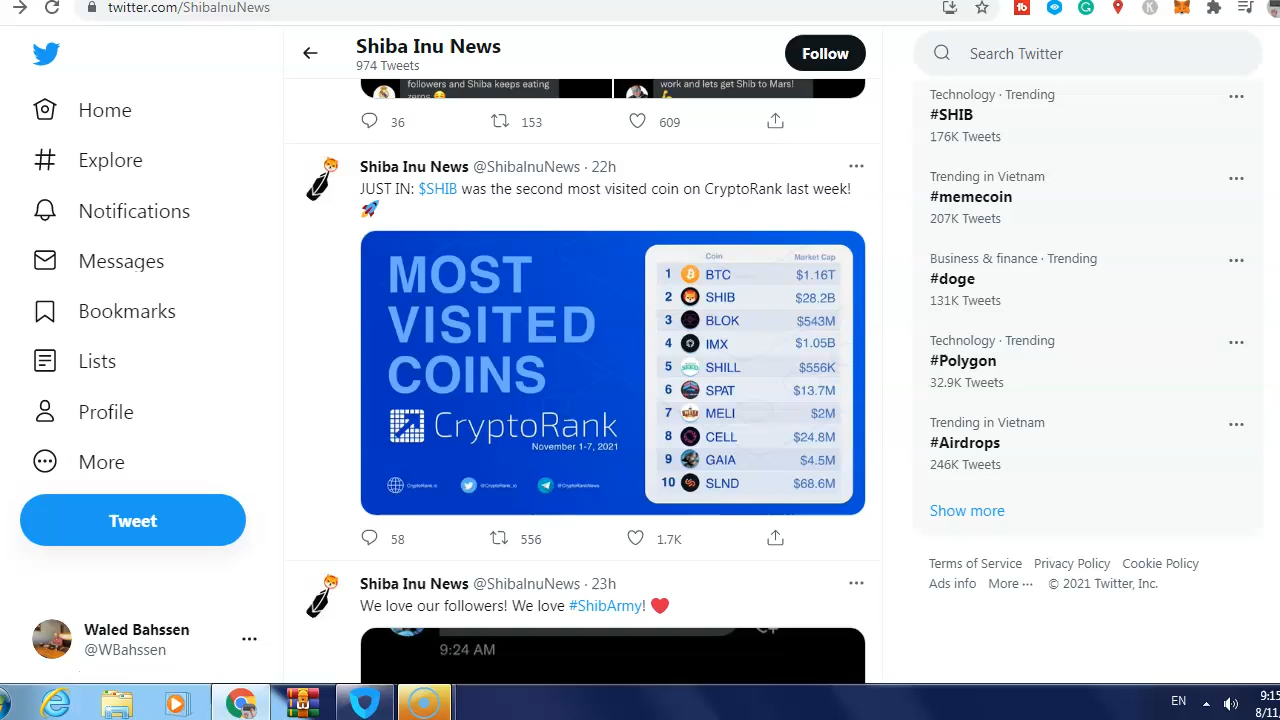 twitter.com/ShibaInuNews
Shiba Inu News
974 Tweets
Follow
Search Twitter
Home
Explore
Notifications
Messages
Bookmarks
Lists
Profile
More
Tweet
Waled Bahssen
@WBahssen
followers and Shiba keeps eating
zeros
work and lets get Shib to Mars!
36 153 609
Shiba Inu News @ShibaInuNews · 22h
JUST IN: $SHIB was the second most visited coin on CryptoRank last week!
MOST
VISITED
COINS
CryptoRank
November 1-7, 2021
CryptoRank.io @CryptoRank_io @CryptoRankNews
Coin Market Cap
1 BTC $1.16T
2 SHIB $28.2B
3 BLOK $543M
4 IMX $1.05B
5 SHILL $556K
6 SPAT $13.7M
7 MELI $2M
8 CELL $24.8M
9 GAIA $4.5M
10 SLND $68.6M
58 556 1.7K
Shiba Inu News @ShibaInuNews · 23h
We love our followers! We love #ShibArmy!
9:24 AM
Technology · Trending
#SHIB
176K Tweets
Trending in Vietnam
#memecoin
207K Tweets
Business & finance · Trending
#doge
131K Tweets
Technology · Trending
#Polygon
32.9K Tweets
Trending in Vietnam
#Airdrops
246K Tweets
Show more
Terms of Service Privacy Policy Cookie Policy
Ads info More ··· © 2021 Twitter, Inc.
EN
9:15
8/11